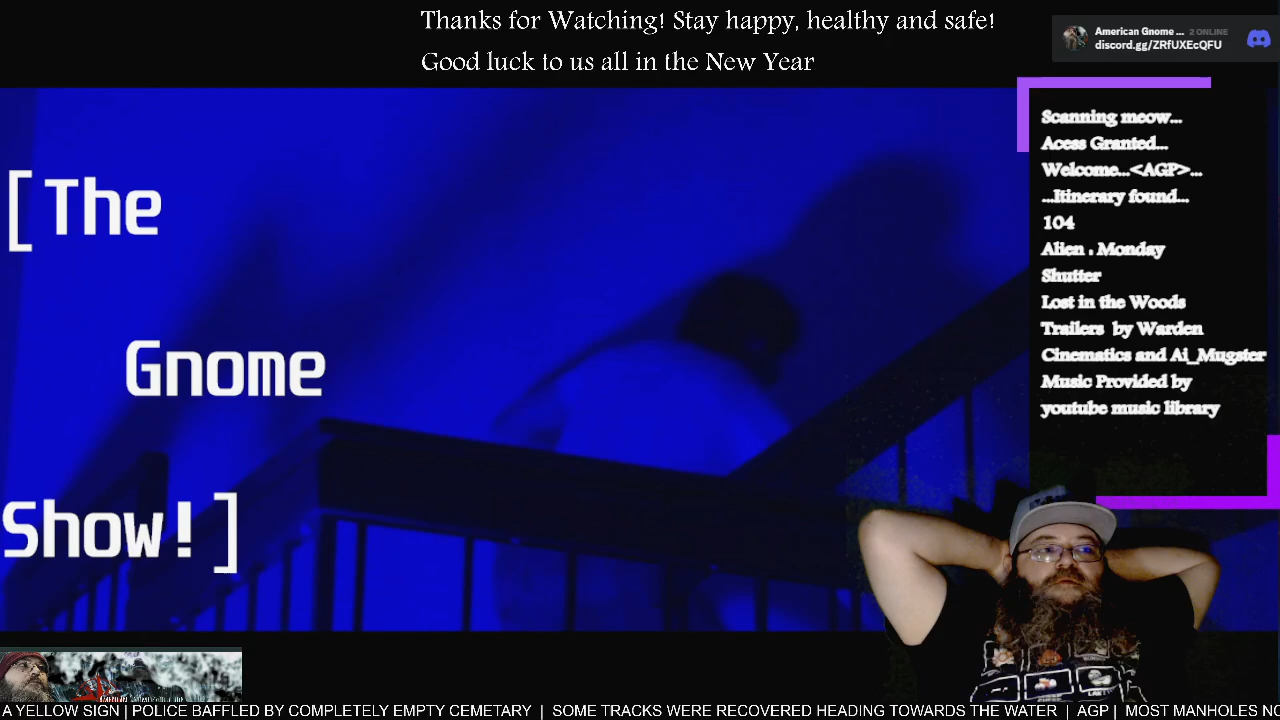 Thanks for Watching! Stay happy, healthy and safe!
Good luck to us all in the New Year
American Gnome ... 2 ONLINE
discord.gg/ZRfUXEcQFU
[The
Gnome
Show!]
Scanning meow...
Acess Granted...
Welcome...<AGP>...
...Itinerary found...
104
Alien . Monday
Shutter
Lost in the Woods
Trailers by Warden
Cinematics and Ai_Mugster
Music Provided by
youtube music library
A YELLOW SIGN | POLICE BAFFLED BY COMPLETELY EMPTY CEMETARY | SOME TRACKS WERE RECOVERED HEADING TOWARDS THE WATER | AGP | MOST MANHOLES NO